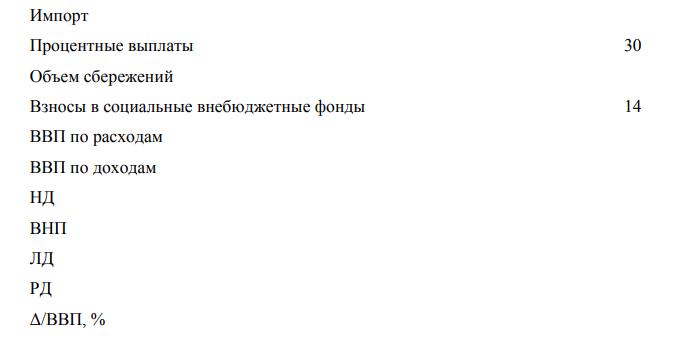 Импорт
Процентные выплаты 30
Объем сбережений
Взносы в социальные внебюджетные фонды 14
ВВП по расходам
ВВП по доходам
НД
ВНП
ЛД
РД
Δ/ВВП, %